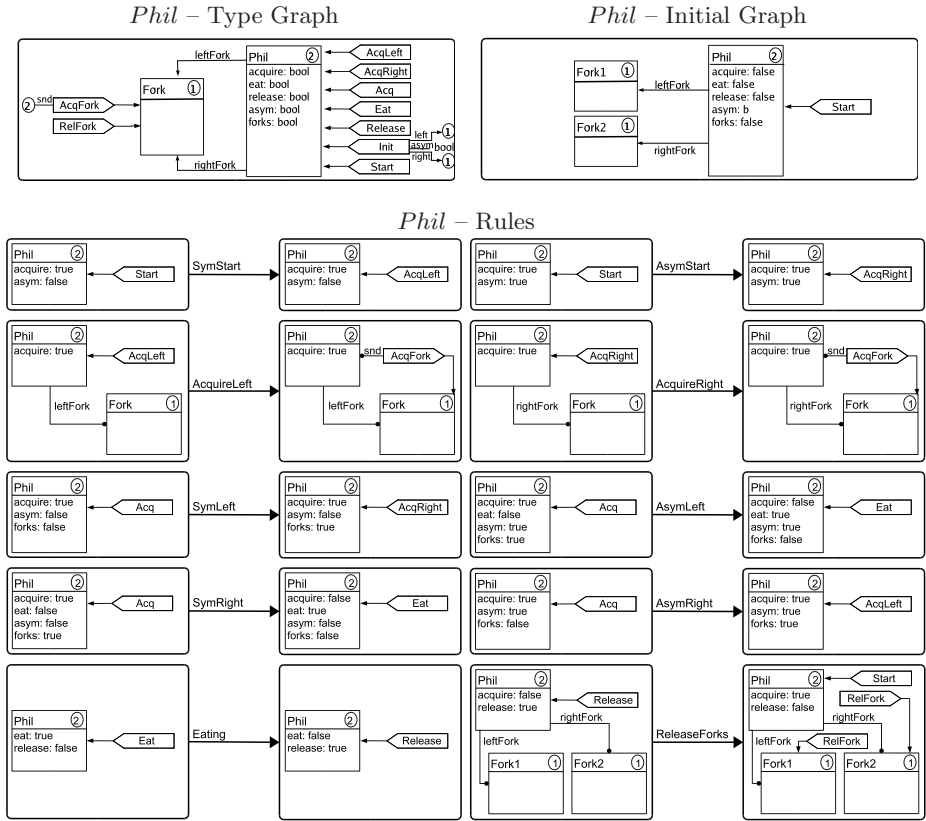 Phil – Type Graph
Phil – Initial Graph
leftFork
Phil 2
acquire: bool
eat: bool
release: bool
asym: bool
forks: bool
AcqLeft
AcqRight
Acq
Eat
Release
Init
Start
left 1
asym bool
right 1
Fork 1
2 snd AcqFork
RelFork
rightFork
Fork1 1
Fork2 1
leftFork
rightFork
Phil 2
acquire: false
eat: false
release: false
asym: b
forks: false
Start
Phil – Rules
Phil 2
acquire: true
asym: false
Start
SymStart
Phil 2
acquire: true
asym: false
AcqLeft
Phil 2
acquire: true
asym: true
Start
AsymStart
Phil 2
acquire: true
asym: true
AcqRight
Phil 2
acquire: true
AcqLeft
leftFork
Fork 1
AcquireLeft
Phil 2
acquire: true
snd
AcqFork
leftFork
Fork 1
Phil 2
acquire: true
AcqRight
rightFork
Fork 1
AcquireRight
Phil 2
acquire: true
snd
AcqFork
rightFork
Fork 1
Phil 2
acquire: true
asym: false
forks: false
Acq
SymLeft
Phil 2
acquire: true
asym: false
forks: true
AcqRight
Phil 2
acquire: true
eat: false
asym: true
forks: true
Acq
AsymLeft
Phil 2
acquire: false
eat: true
asym: true
forks: false
Eat
Phil 2
acquire: true
eat: false
asym: false
forks: true
Acq
SymRight
Phil 2
acquire: false
eat: true
asym: false
forks: false
Eat
Phil 2
acquire: true
asym: true
forks: false
Acq
AsymRight
Phil 2
acquire: true
asym: true
forks: true
AcqLeft
Phil 2
eat: true
release: false
Eat
Eating
Phil 2
eat: false
release: true
Release
Phil 2
acquire: false
release: true
Release
rightFork
leftFork
Fork1 1
Fork2 1
ReleaseForks
Phil 2
acquire: true
release: false
Start
RelFork
rightFork
leftFork
RelFork
Fork1 1
Fork2 1